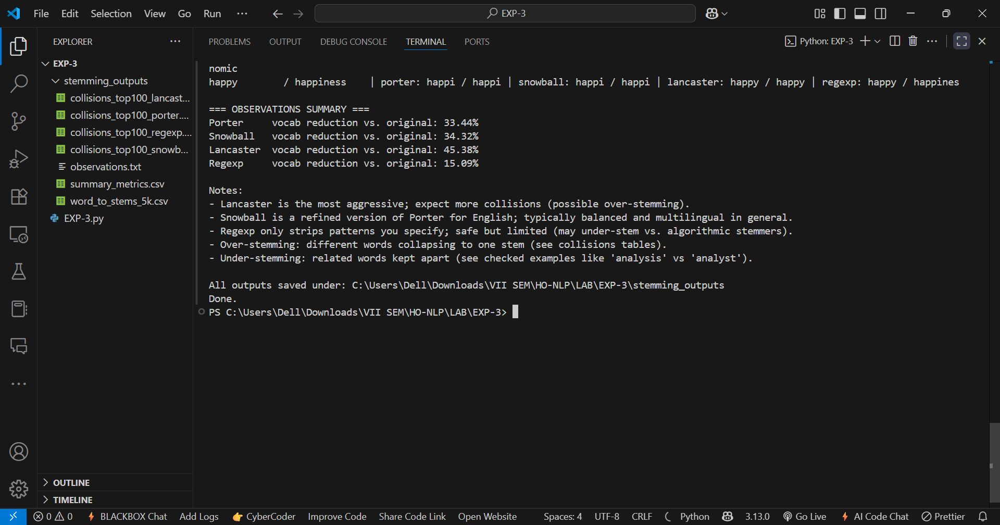 File Edit Selection View Go Run ···
EXP-3
EXPLORER
EXP-3
stemming_outputs
collisions_top100_lancast...
collisions_top100_porter....
collisions_top100_regexp....
collisions_top100_snowb...
observations.txt
summary_metrics.csv
word_to_stems_5k.csv
EXP-3.py
OUTLINE
TIMELINE
PROBLEMS OUTPUT DEBUG CONSOLE TERMINAL PORTS
Python: EXP-3
nomic
happy / happiness | porter: happi / happi | snowball: happi / happi | lancaster: happy / happy | regexp: happy / happines
=== OBSERVATIONS SUMMARY ===
Porter vocab reduction vs. original: 33.44%
Snowball vocab reduction vs. original: 34.32%
Lancaster vocab reduction vs. original: 45.38%
Regexp vocab reduction vs. original: 15.09%
Notes:
- Lancaster is the most aggressive; expect more collisions (possible over-stemming).
- Snowball is a refined version of Porter for English; typically balanced and multilingual in general.
- Regexp only strips patterns you specify; safe but limited (may under-stem vs. algorithmic stemmers).
- Over-stemming: different words collapsing to one stem (see collisions tables).
- Under-stemming: related words kept apart (see checked examples like 'analysis' vs 'analyst').
All outputs saved under: C:\Users\Dell\Downloads\VII SEM\HO-NLP\LAB\EXP-3\stemming_outputs
Done.
PS C:\Users\Dell\Downloads\VII SEM\HO-NLP\LAB\EXP-3>
0 0 BLACKBOX Chat Add Logs CyberCoder Improve Code Share Code Link Open Website Spaces: 4 UTF-8 CRLF Python 3.13.0 Go Live AI Code Chat Prettier